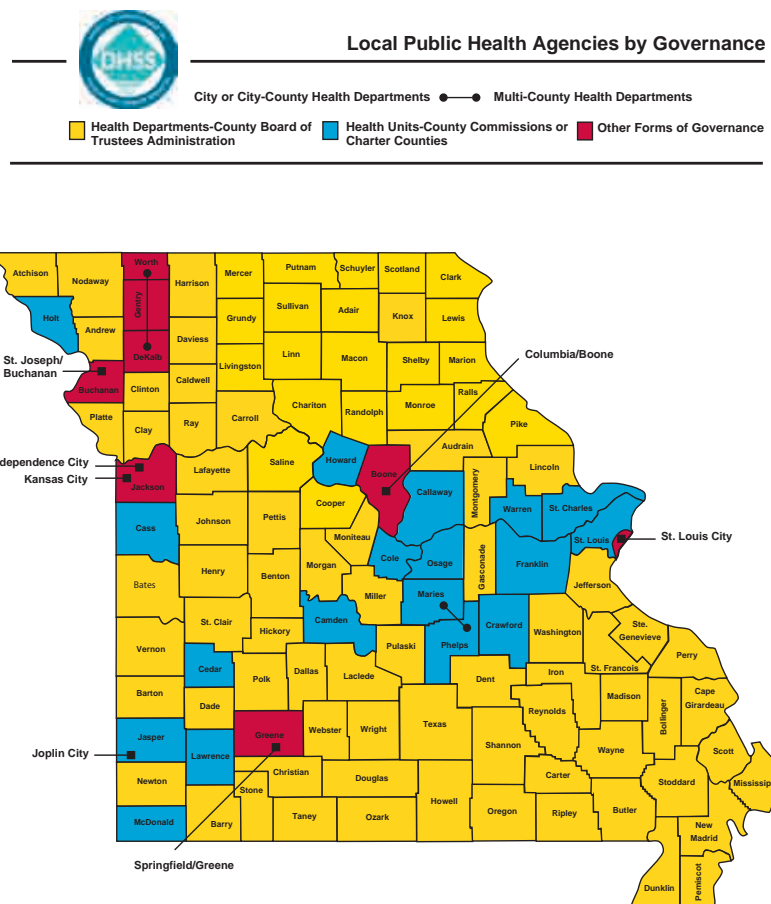 DHSS
Local Public Health Agencies by Governance
City or City-County Health Departments
Multi-County Health Departments
Health Departments-County Board of
Trustees Administration
Health Units-County Commissions or
Charter Counties
Other Forms of Governance
Atchison
Nodaway
Worth
Harrison
Mercer
Putnam
Schuyler
Scotland
Clark
Holt
Andrew
Gentry
DeKalb
Daviess
Grundy
Sullivan
Adair
Knox
Lewis
St. Joseph/
Buchanan
Buchanan
Clinton
Caldwell
Livingston
Linn
Macon
Shelby
Marion
Columbia/Boone
Platte
Clay
Ray
Carroll
Chariton
Randolph
Monroe
Ralls
Pike
Audrain
dependence City
Kansas City
Jackson
Lafayette
Saline
Howard
Boone
Callaway
Montgomery
Lincoln
Warren
St. Charles
St. Louis
St. Louis City
Cass
Johnson
Pettis
Cooper
Moniteau
Cole
Osage
Gasconade
Franklin
Jefferson
Bates
Henry
Benton
Morgan
Miller
Maries
Camden
Crawford
Washington
Ste.
Genevieve
Vernon
St. Clair
Hickory
Pulaski
Phelps
St. Francois
Perry
Cedar
Polk
Dallas
Laclede
Dent
Iron
Madison
Bollinger
Cape
Girardeau
Barton
Dade
Greene
Webster
Wright
Texas
Reynolds
Wayne
Scott
Joplin City
Jasper
Lawrence
Christian
Shannon
Carter
Stoddard
Mississip
Newton
Stone
Douglas
Howell
Oregon
Ripley
Butler
McDonald
Barry
Taney
Ozark
New
Madrid
Springfield/Greene
Dunklin
Pemiscot